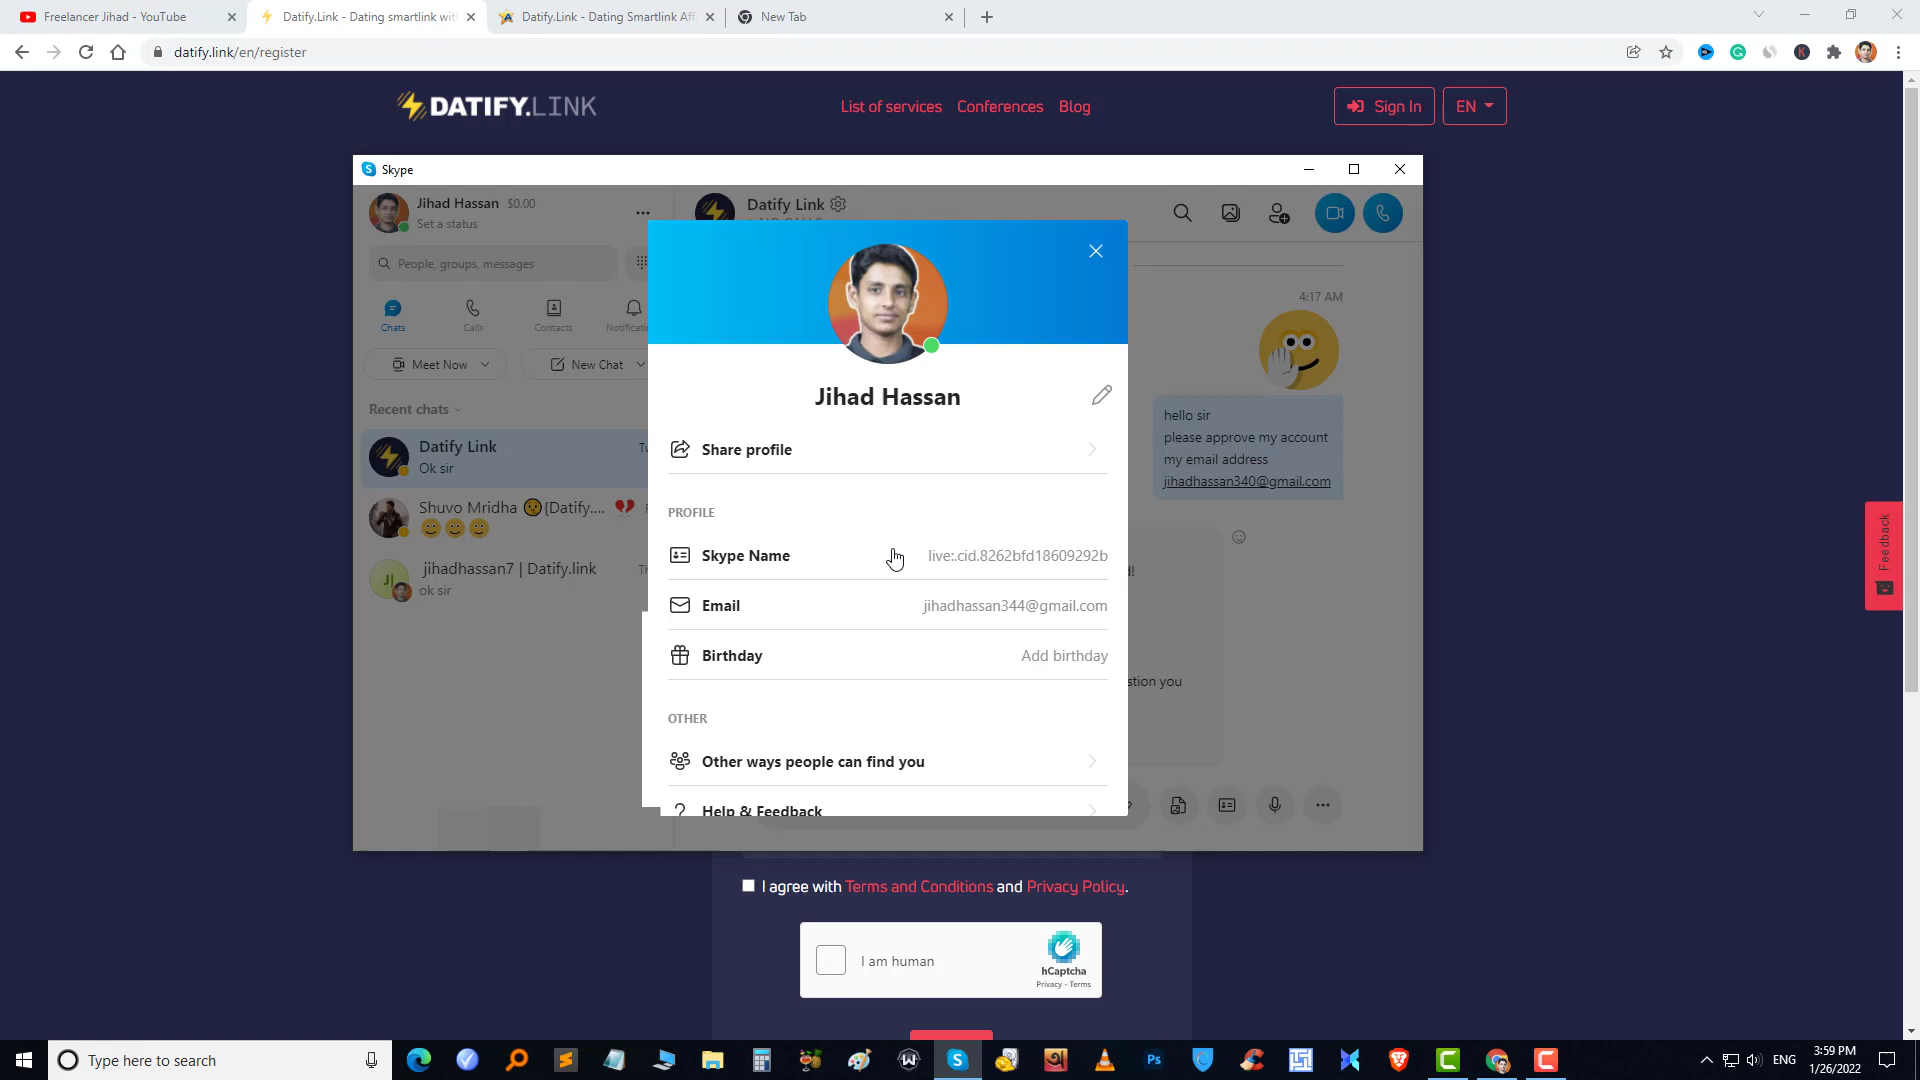 Freelancer Jihad - YouTube
Datify.Link - Dating smartlink wit
Datify.Link - Dating Smartlink Af
New Tab
datify.link/en/register
DATIFY.LINK
List of services
Conferences
Blog
Sign In
EN
Skype
Jihad Hassan $0.00
Set a status
People, groups, messages
Chats
Calls
Contacts
Notificati
Meet Now
New Chat
Recent chats
Datify Link
Ok sir
Shuvo Mridha {Datify....
jihadhassan7 | Datify.link
ok sir
Datify Link
4:17 AM
hello sir
please approve my account
my email address
jihadhassan340@gmail.com
d!
stion you
Jihad Hassan
Share profile
PROFILE
Skype Name live:.cid.8262bfd18609292b
Email jihadhassan344@gmail.com
Birthday Add birthday
OTHER
Other ways people can find you
Help & Feedback
Feedback
I agree with Terms and Conditions and Privacy Policy.
I am human
hCaptcha
Privacy - Terms
Type here to search
ENG
3:59 PM
1/26/2022